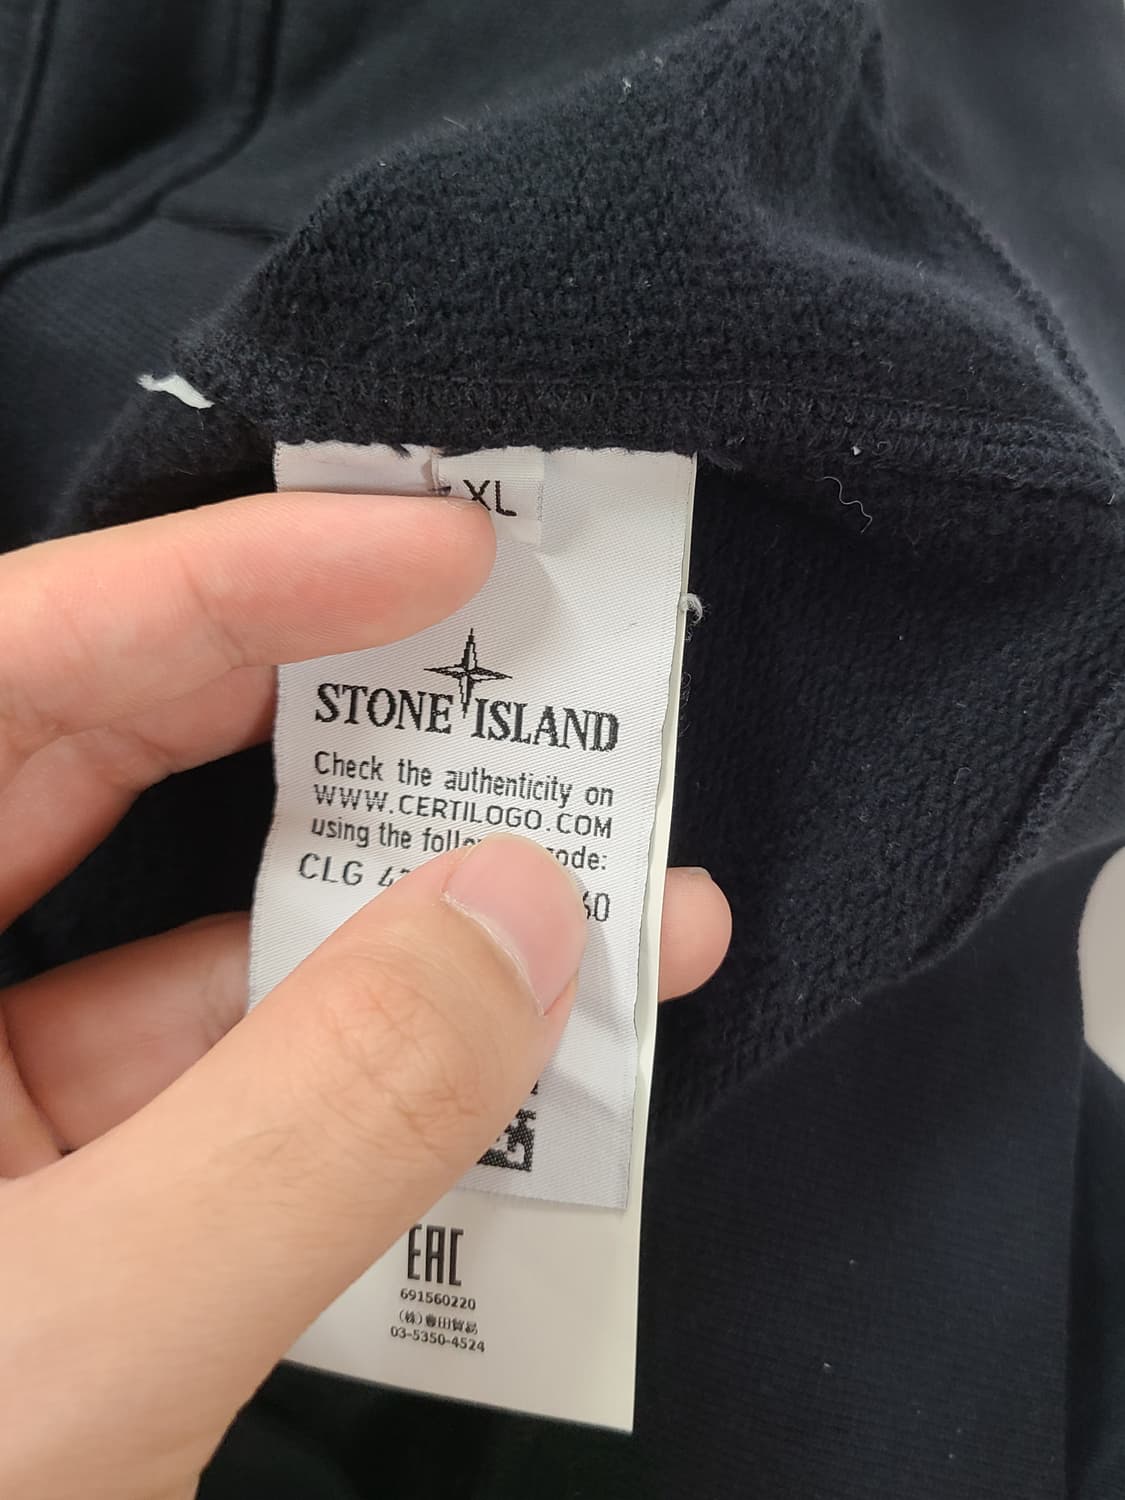 XL
STONE ISLAND
Check the authenticity on
WWW.CERTILOGO.COM
using the
CLG
EAC
691560220
(株)豊田貿易
03-5350-4524